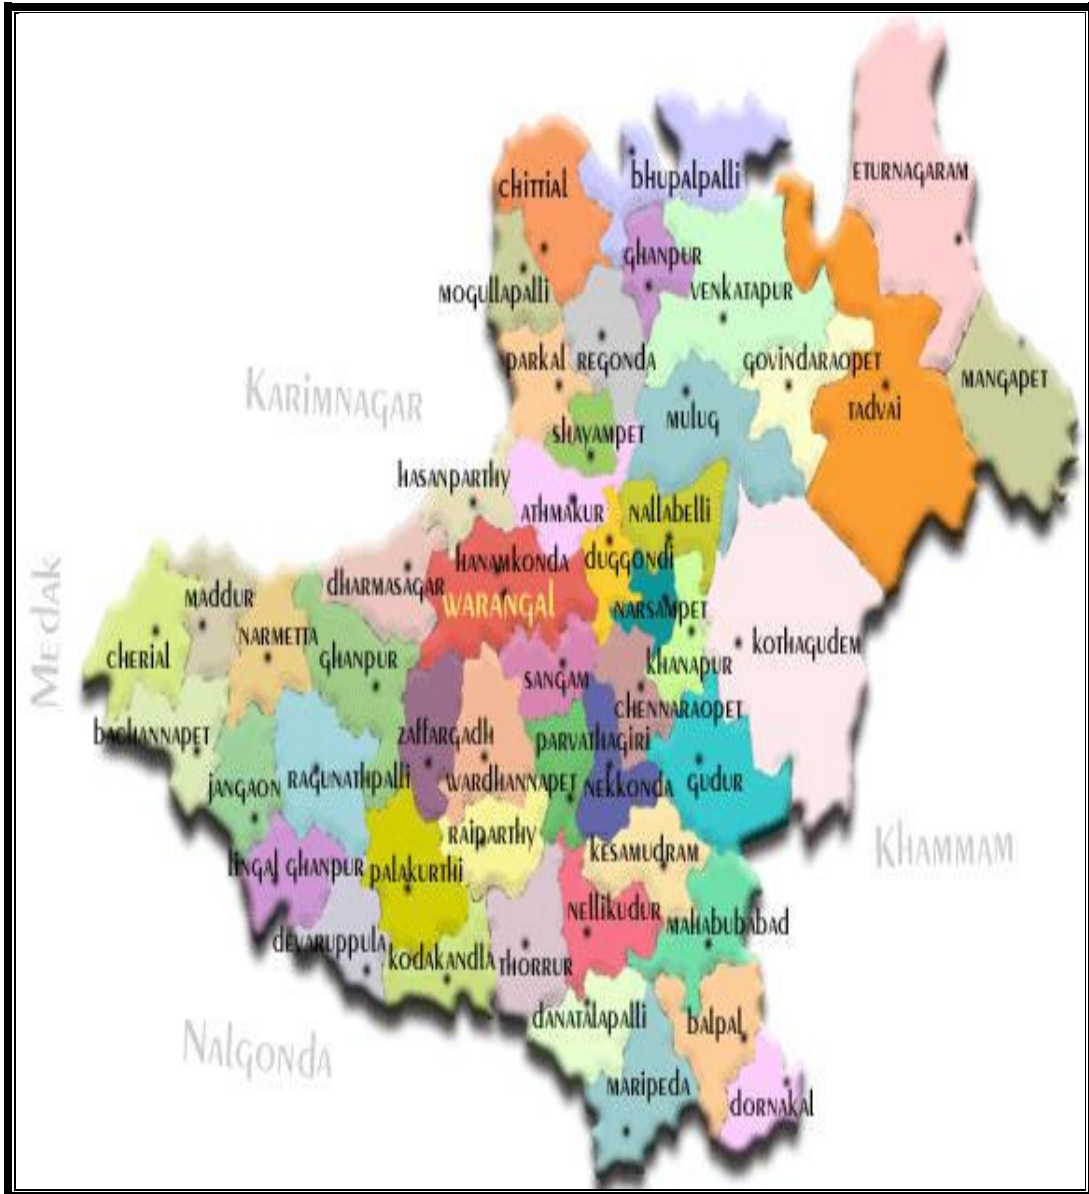 ETURNAGARAM
bhupalpalli
chittial
ghanpur
mogullapalli
VENKATAPUR
parkal
REGONDA
GOVINDARAOPET
MANGAPET
Karimnagar
TADVAI
MULUG
shayampet
hasanparthy
ATHMAKUR
NALLABELLI
hanamkonda
duggondi
dharmasagar
Medak
MADDUR
WARANGAL
NARSAMPET
NARMETTA
KOTHAGUDEM
CHERIAL
ghanpur
khanapur
SANGAM
chennaraopet
bachannapet
zaffargadh
parvathagiri
jangaon
ragunathpalli
wardhannapet
nekkonda
gudur
raiparthy
kesamudram
Khammam
lingal ghanpur
palakurthi
nellikudur
mahabubabad
devaruppula
kodakandla
thorrur
danatalapalli
balpal
Nalgonda
maripeda
dornakal